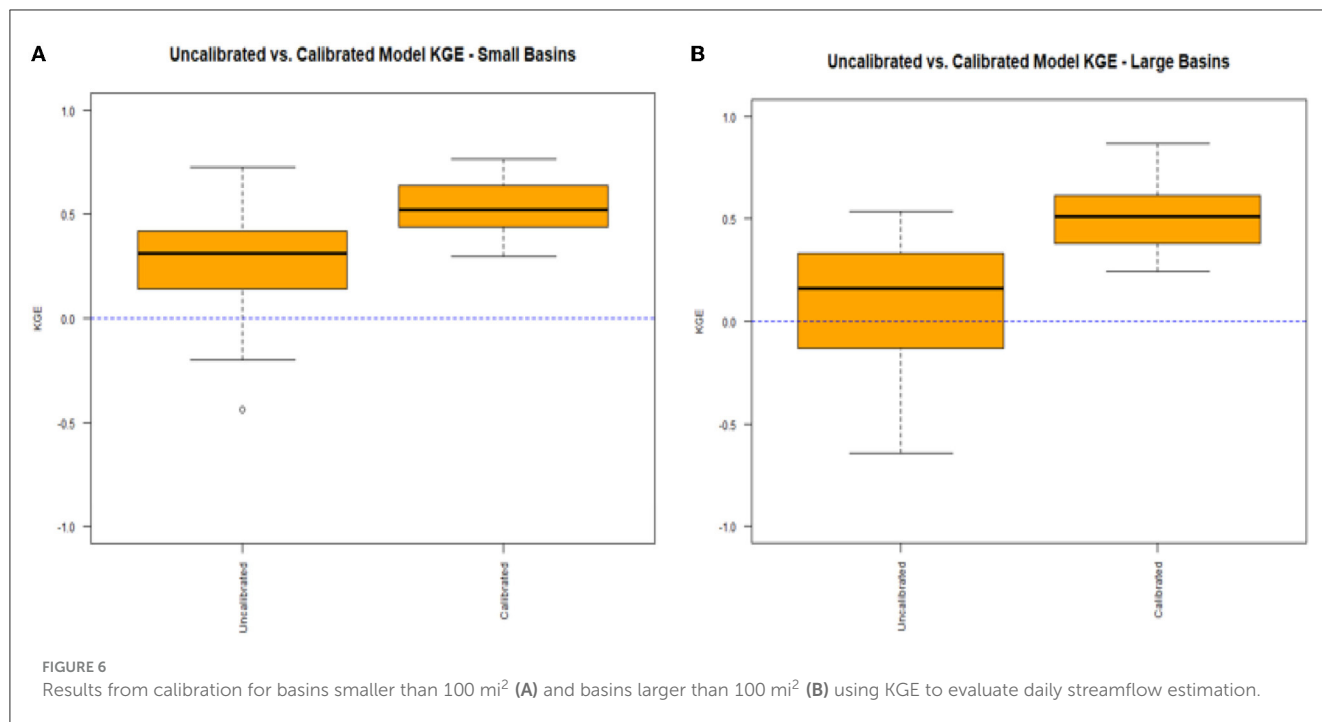 A
Uncalibrated vs. Calibrated Model KGE - Small Basins
1.0
0.5
0.0
-0.5
-1.0
KGE
Uncalibrated
Calibrated
B
Uncalibrated vs. Calibrated Model KGE - Large Basins
1.0
0.5
0.0
-0.5
-1.0
KGE
Uncalibrated
Calibrated
FIGURE 6
Results from calibration for basins smaller than 100 mi² (A) and basins larger than 100 mi² (B) using KGE to evaluate daily streamflow estimation.